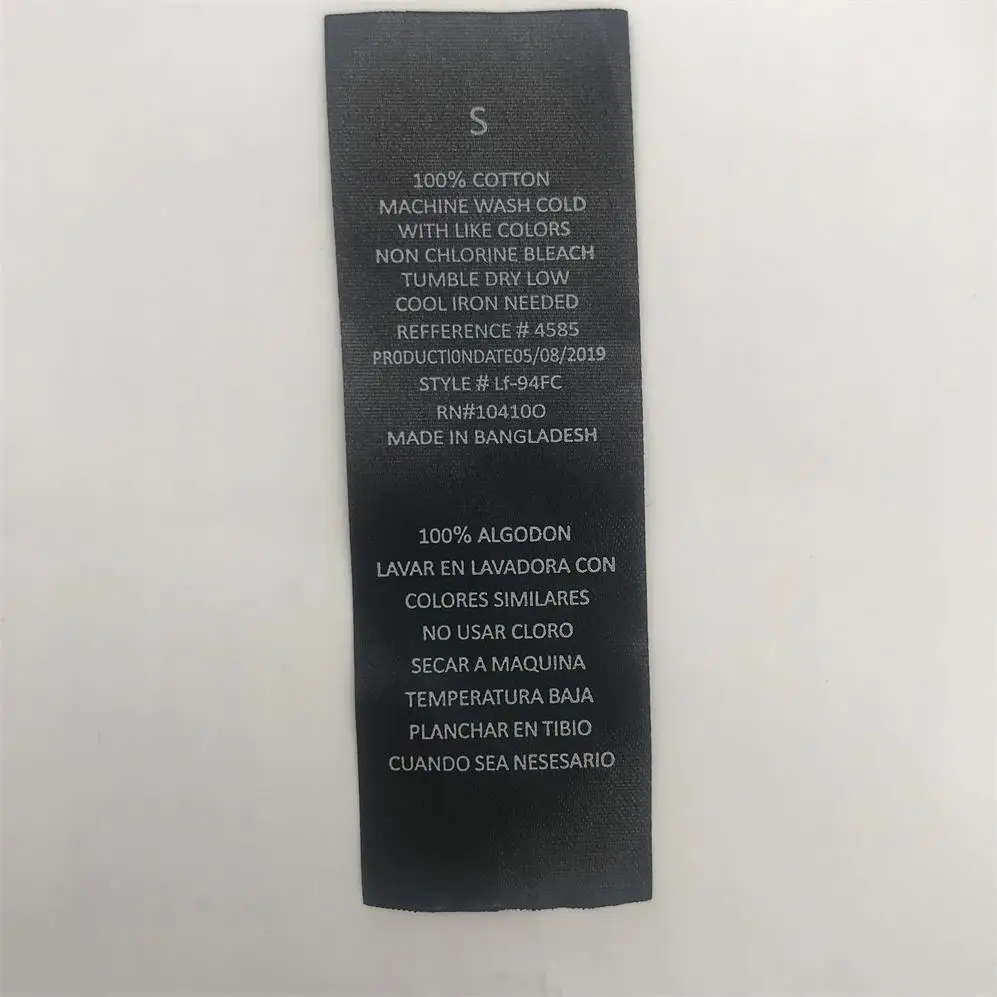 S
100% COTTON
MACHINE WASH COLD
WITH LIKE COLORS
NON CHLORINE BLEACH
TUMBLE DRY LOW
COOL IRON NEEDED
REFFERENCE # 4585
PRODUCTIONDATE05/08/2019
STYLE # Lf-94FC
RN#10410O
MADE IN BANGLADESH
100% ALGODON
LAVAR EN LAVADORA CON
COLORES SIMILARES
NO USAR CLORO
SECAR A MAQUINA
TEMPERATURA BAJA
PLANCHAR EN TIBIO
CUANDO SEA NESESARIO